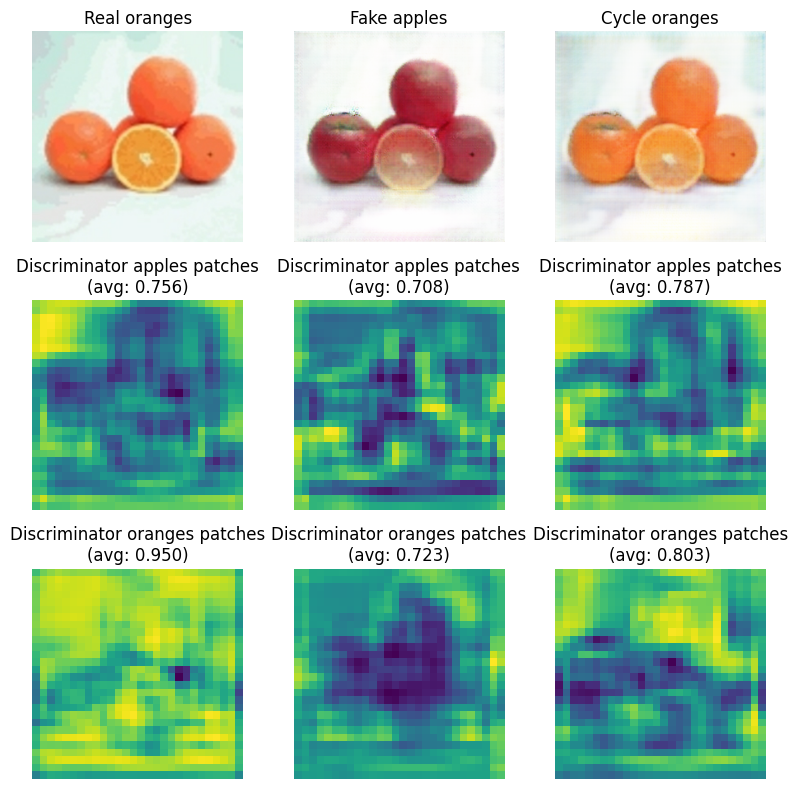 Real oranges
Fake apples
Cycle oranges
Discriminator apples patches
(avg: 0.756)
Discriminator apples patches
(avg: 0.708)
Discriminator apples patches
(avg: 0.787)
Discriminator oranges patches
(avg: 0.950)
Discriminator oranges patches
(avg: 0.723)
Discriminator oranges patches
(avg: 0.803)